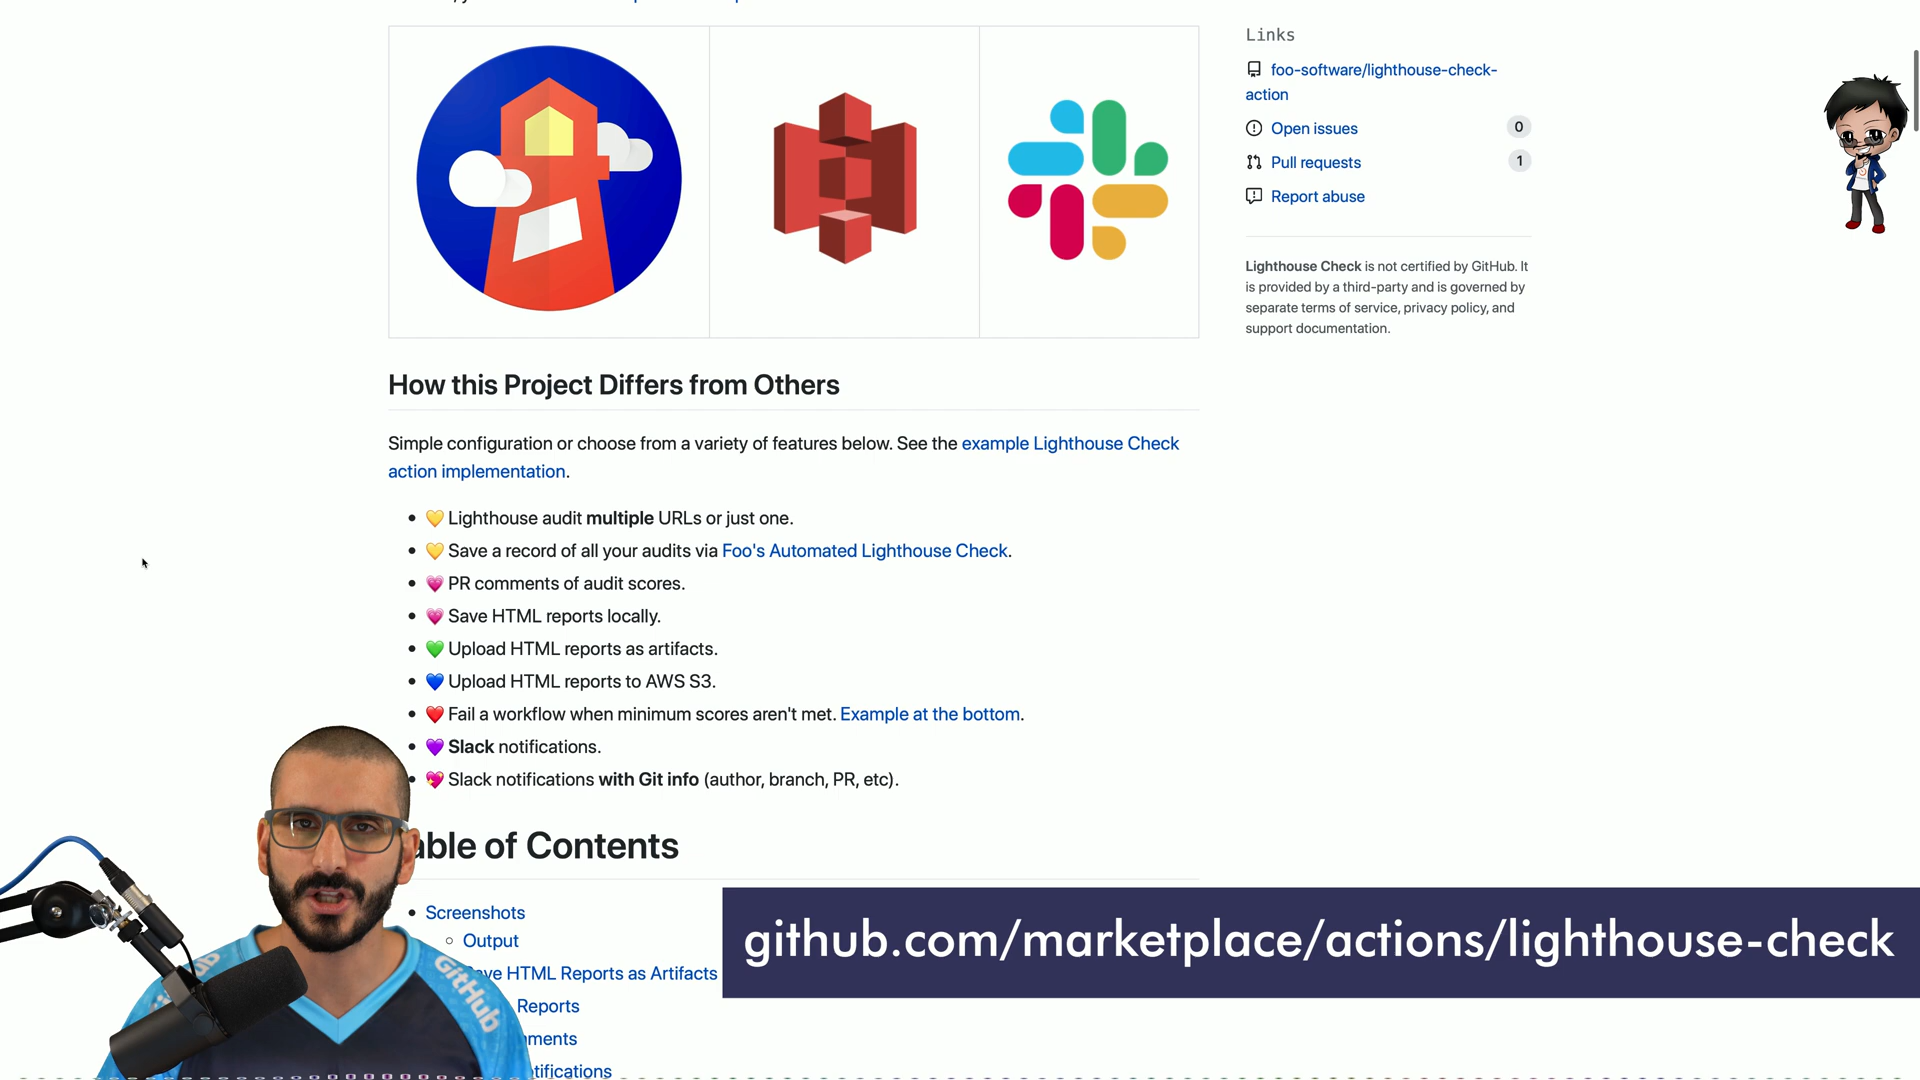 Links
foo-software/lighthouse-check-
action
Open issues
0
Pull requests
1
Report abuse
Lighthouse Check is not certified by GitHub. It
is provided by a third-party and is governed by
separate terms of service, privacy policy, and
support documentation.
How this Project Differs from Others
Simple configuration or choose from a variety of features below. See the example Lighthouse Check
action implementation.
Lighthouse audit multiple URLs or just one.
Save a record of all your audits via Foo's Automated Lighthouse Check.
PR comments of audit scores.
Save HTML reports locally.
Upload HTML reports as artifacts.
Upload HTML reports to AWS S3.
Fail a workflow when minimum scores aren't met. Example at the bottom.
Slack notifications.
Slack notifications with Git info (author, branch, PR, etc).
able of Contents
Screenshots
Output
ave HTML Reports as Artifacts
Reports
ments
tifications
GitHub
github.com/marketplace/actions/lighthouse-check